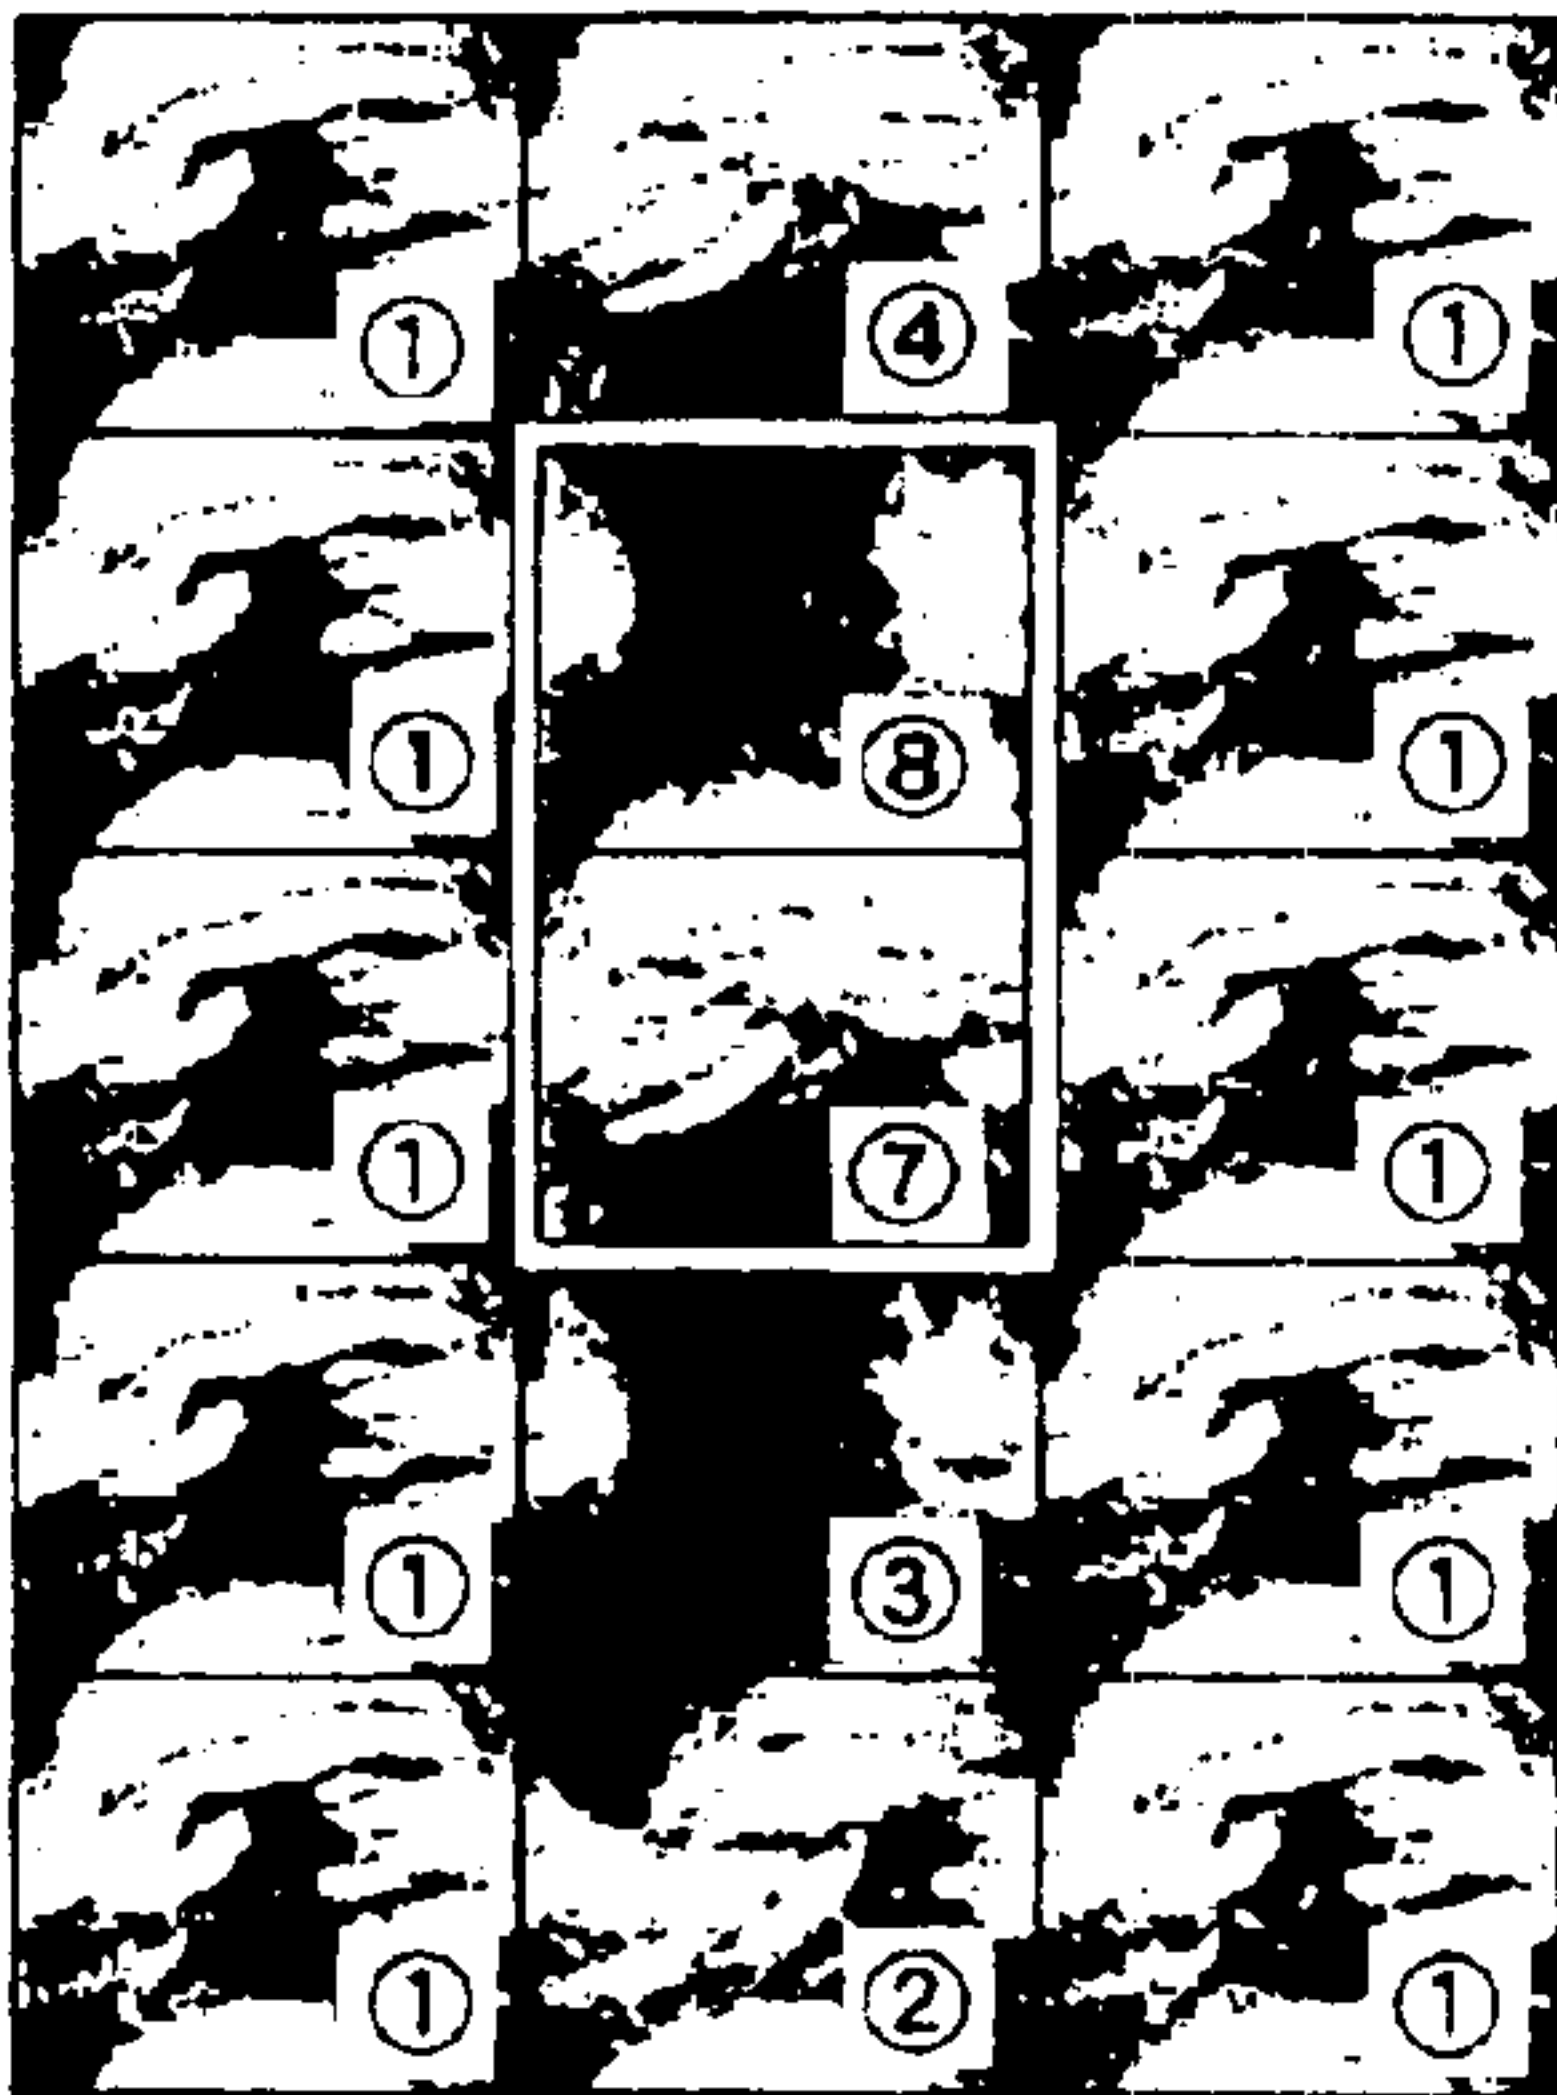 ① ④ ①
① ⑧ ①
① ⑦ ①
① ③ ①
① ② ①